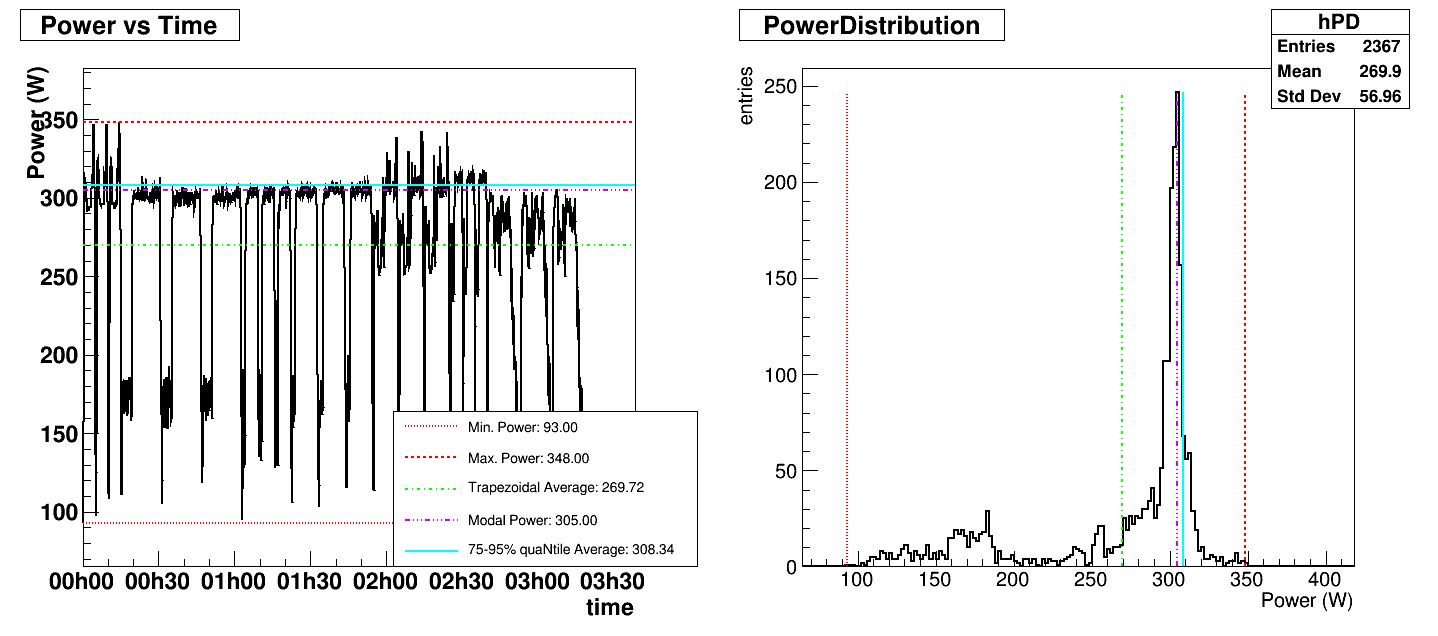 Power vs Time
Power (W)
350
300
250
200
150
100
00h00 00h30 01h00 01h30 02h00 02h30 03h00 03h30
time
Min. Power: 93.00
Max. Power: 348.00
Trapezoidal Average: 269.72
Modal Power: 305.00
75-95% quaNtile Average: 308.34
PowerDistribution
hPD
Entries 2367
Mean 269.9
Std Dev 56.96
entries
250
200
150
100
50
0
100 150 200 250 300 350 400
Power (W)